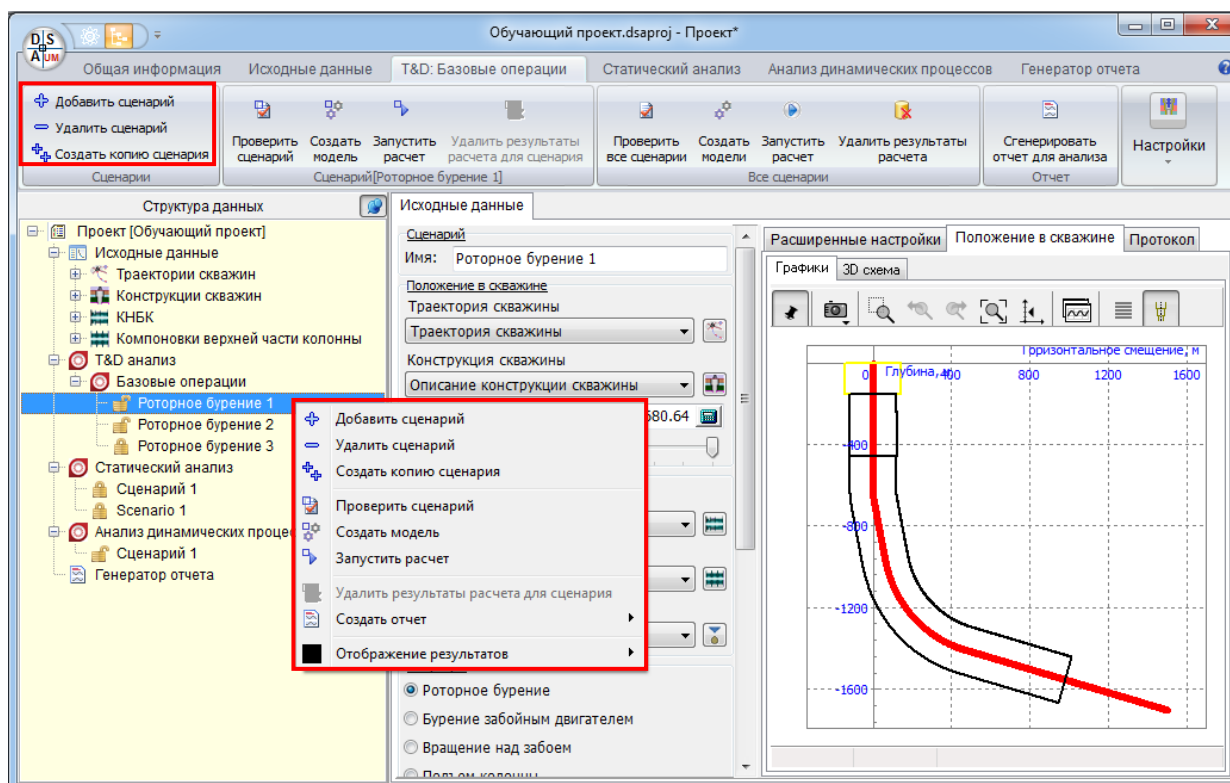 Обучающий проект.dsaproj - Проект*
D S
A UM
Общая информация Исходные данные T&D: Базовые операции Статический анализ Анализ динамических процессов Генератор отчета
Добавить сценарий
Удалить сценарий
Создать копию сценария
Сценарии
Проверить сценарий
Создать модель
Запустить расчет
Удалить результаты расчета для сценария
Сценарий[Роторное бурение 1]
Проверить все сценарии
Создать модели
Запустить расчет
Удалить результаты расчета
Все сценарии
Сгенерировать отчет для анализа
Отчет
Настройки
Структура данных
Проект [Обучающий проект]
Исходные данные
Траектории скважин
Конструкции скважин
КНБК
Компоновки верхней части колонны
T&D анализ
Базовые операции
Роторное бурение 1
Роторное бурение 2
Роторное бурение 3
Статический анализ
Сценарий 1
Scenario 1
Анализ динамических проце
Сценарий 1
Генератор отчета
Добавить сценарий
Удалить сценарий
Создать копию сценария
Проверить сценарий
Создать модель
Запустить расчет
Удалить результаты расчета для сценария
Создать отчет
Отображение результатов
Исходные данные
Сценарий
Имя: Роторное бурение 1
Положение в скважине
Траектория скважины
Траектория скважины
Конструкция скважины
Описание конструкции скважины
680.64
Роторное бурение
Бурение забойным двигателем
Вращение над забоем
Подъем колонны
Расширенные настройки Положение в скважине Протокол
Графики 3D схема
Горизонтальное смещение, м
Глубина, м
0 400 800 1200 1600
-400
-800
-1200
-1600